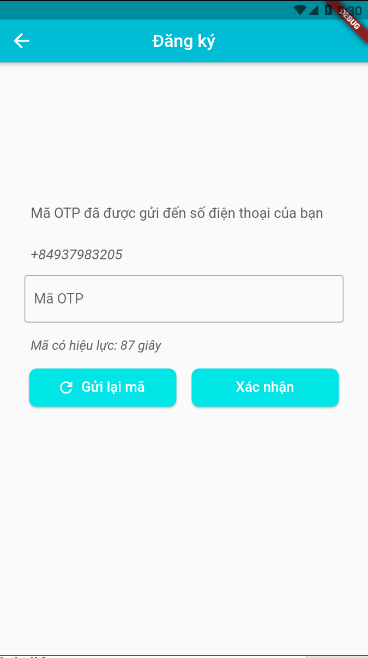 Đăng ký
DEBUG
Mã OTP đã được gửi đến số điện thoại của bạn
+84937983205
Mã OTP
Mã có hiệu lực: 87 giây
Gửi lại mã
Xác nhận